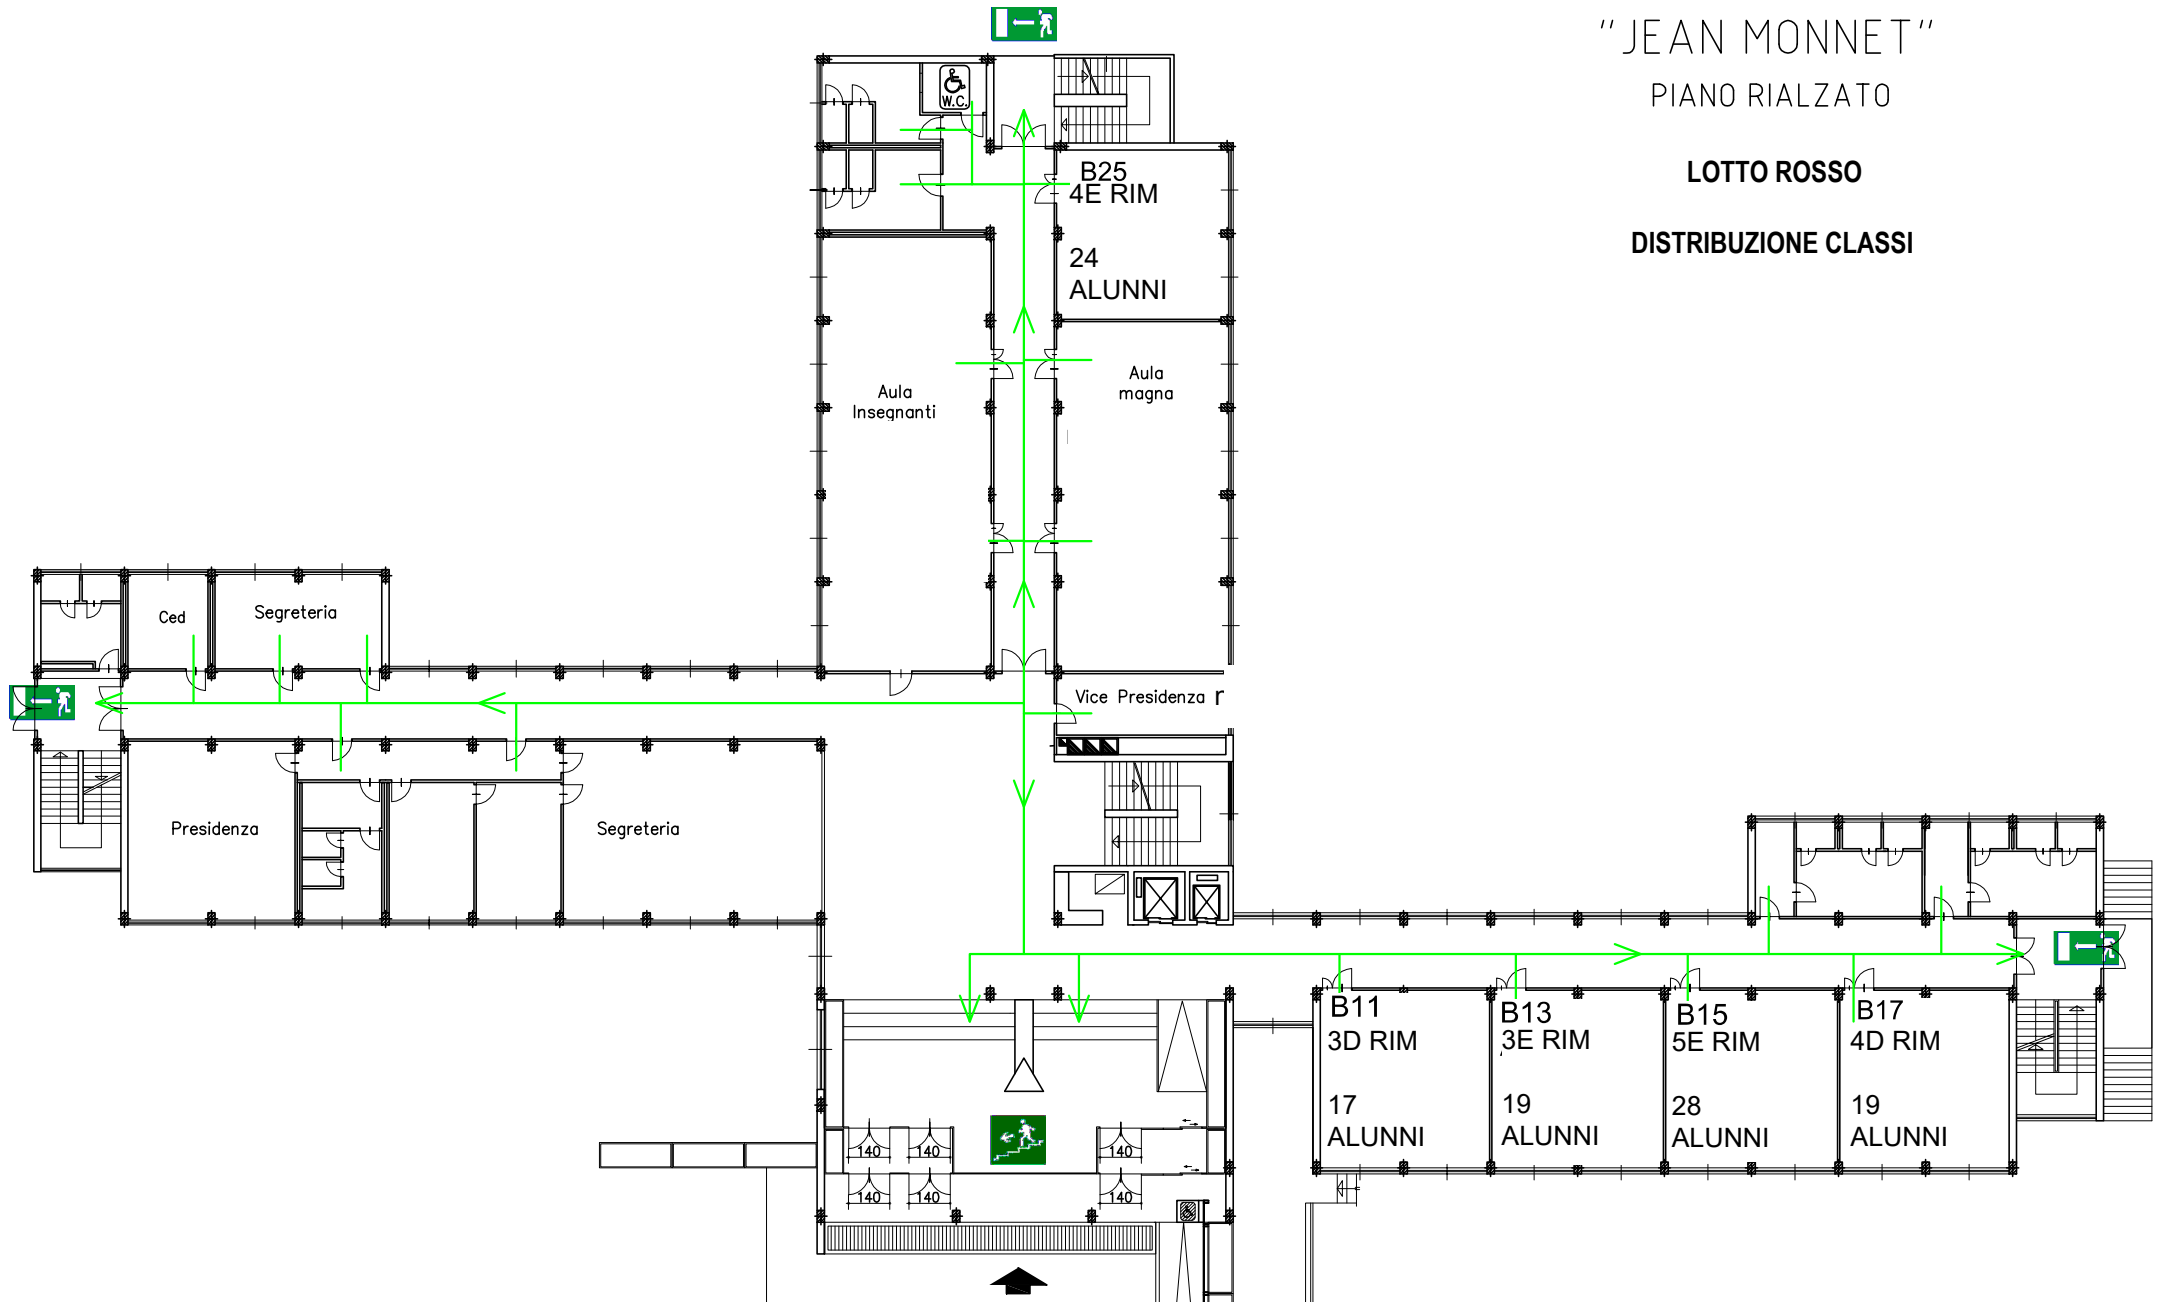 "JEAN MONNET"
PIANO RIALZATO
LOTTO ROSSO
DISTRIBUZIONE CLASSI
W.C.
B25
4E RIM
24
ALUNNI
Aula
Insegnanti
Aula
magna
Ced
Segreteria
Vice Presidenza r
Presidenza
Segreteria
B11
3D RIM
17
ALUNNI
B13
3E RIM
19
ALUNNI
B15
5E RIM
28
ALUNNI
B17
4D RIM
19
ALUNNI
140
140
140
140
140
140